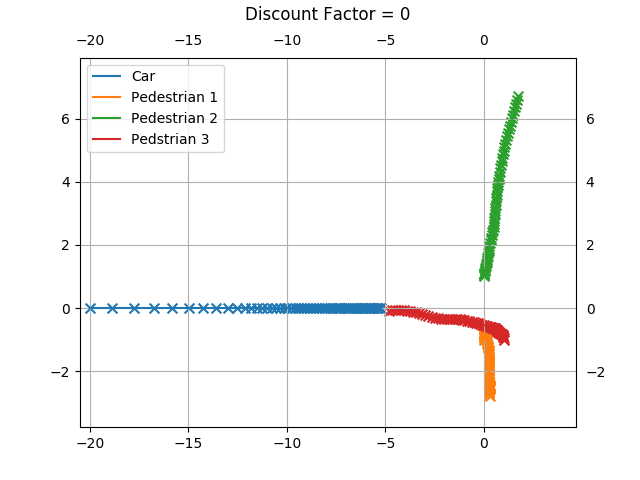 Discount Factor = 0
−20 −15 −10 −5 0
Car
Pedestrian 1
Pedestrian 2
Pedstrian 3
6 6
4 4
2 2
0 0
−2 −2
−20 −15 −10 −5 0